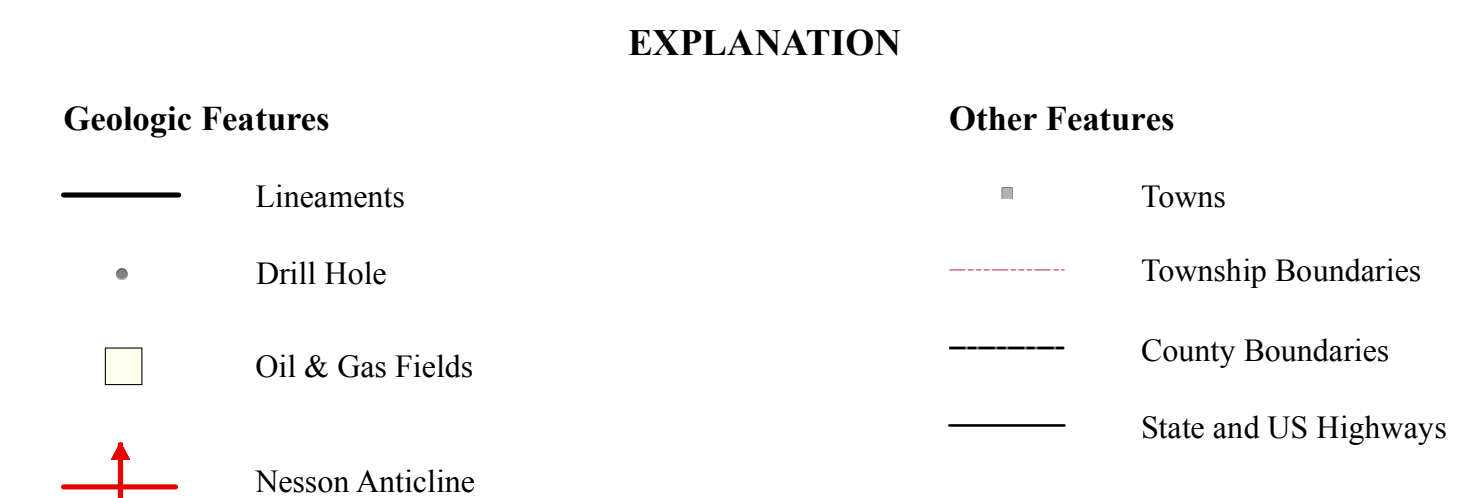 EXPLANATION
Geologic Features
Lineaments
Drill Hole
Oil & Gas Fields
Nesson Anticline
Other Features
Towns
Township Boundaries
County Boundaries
State and US Highways